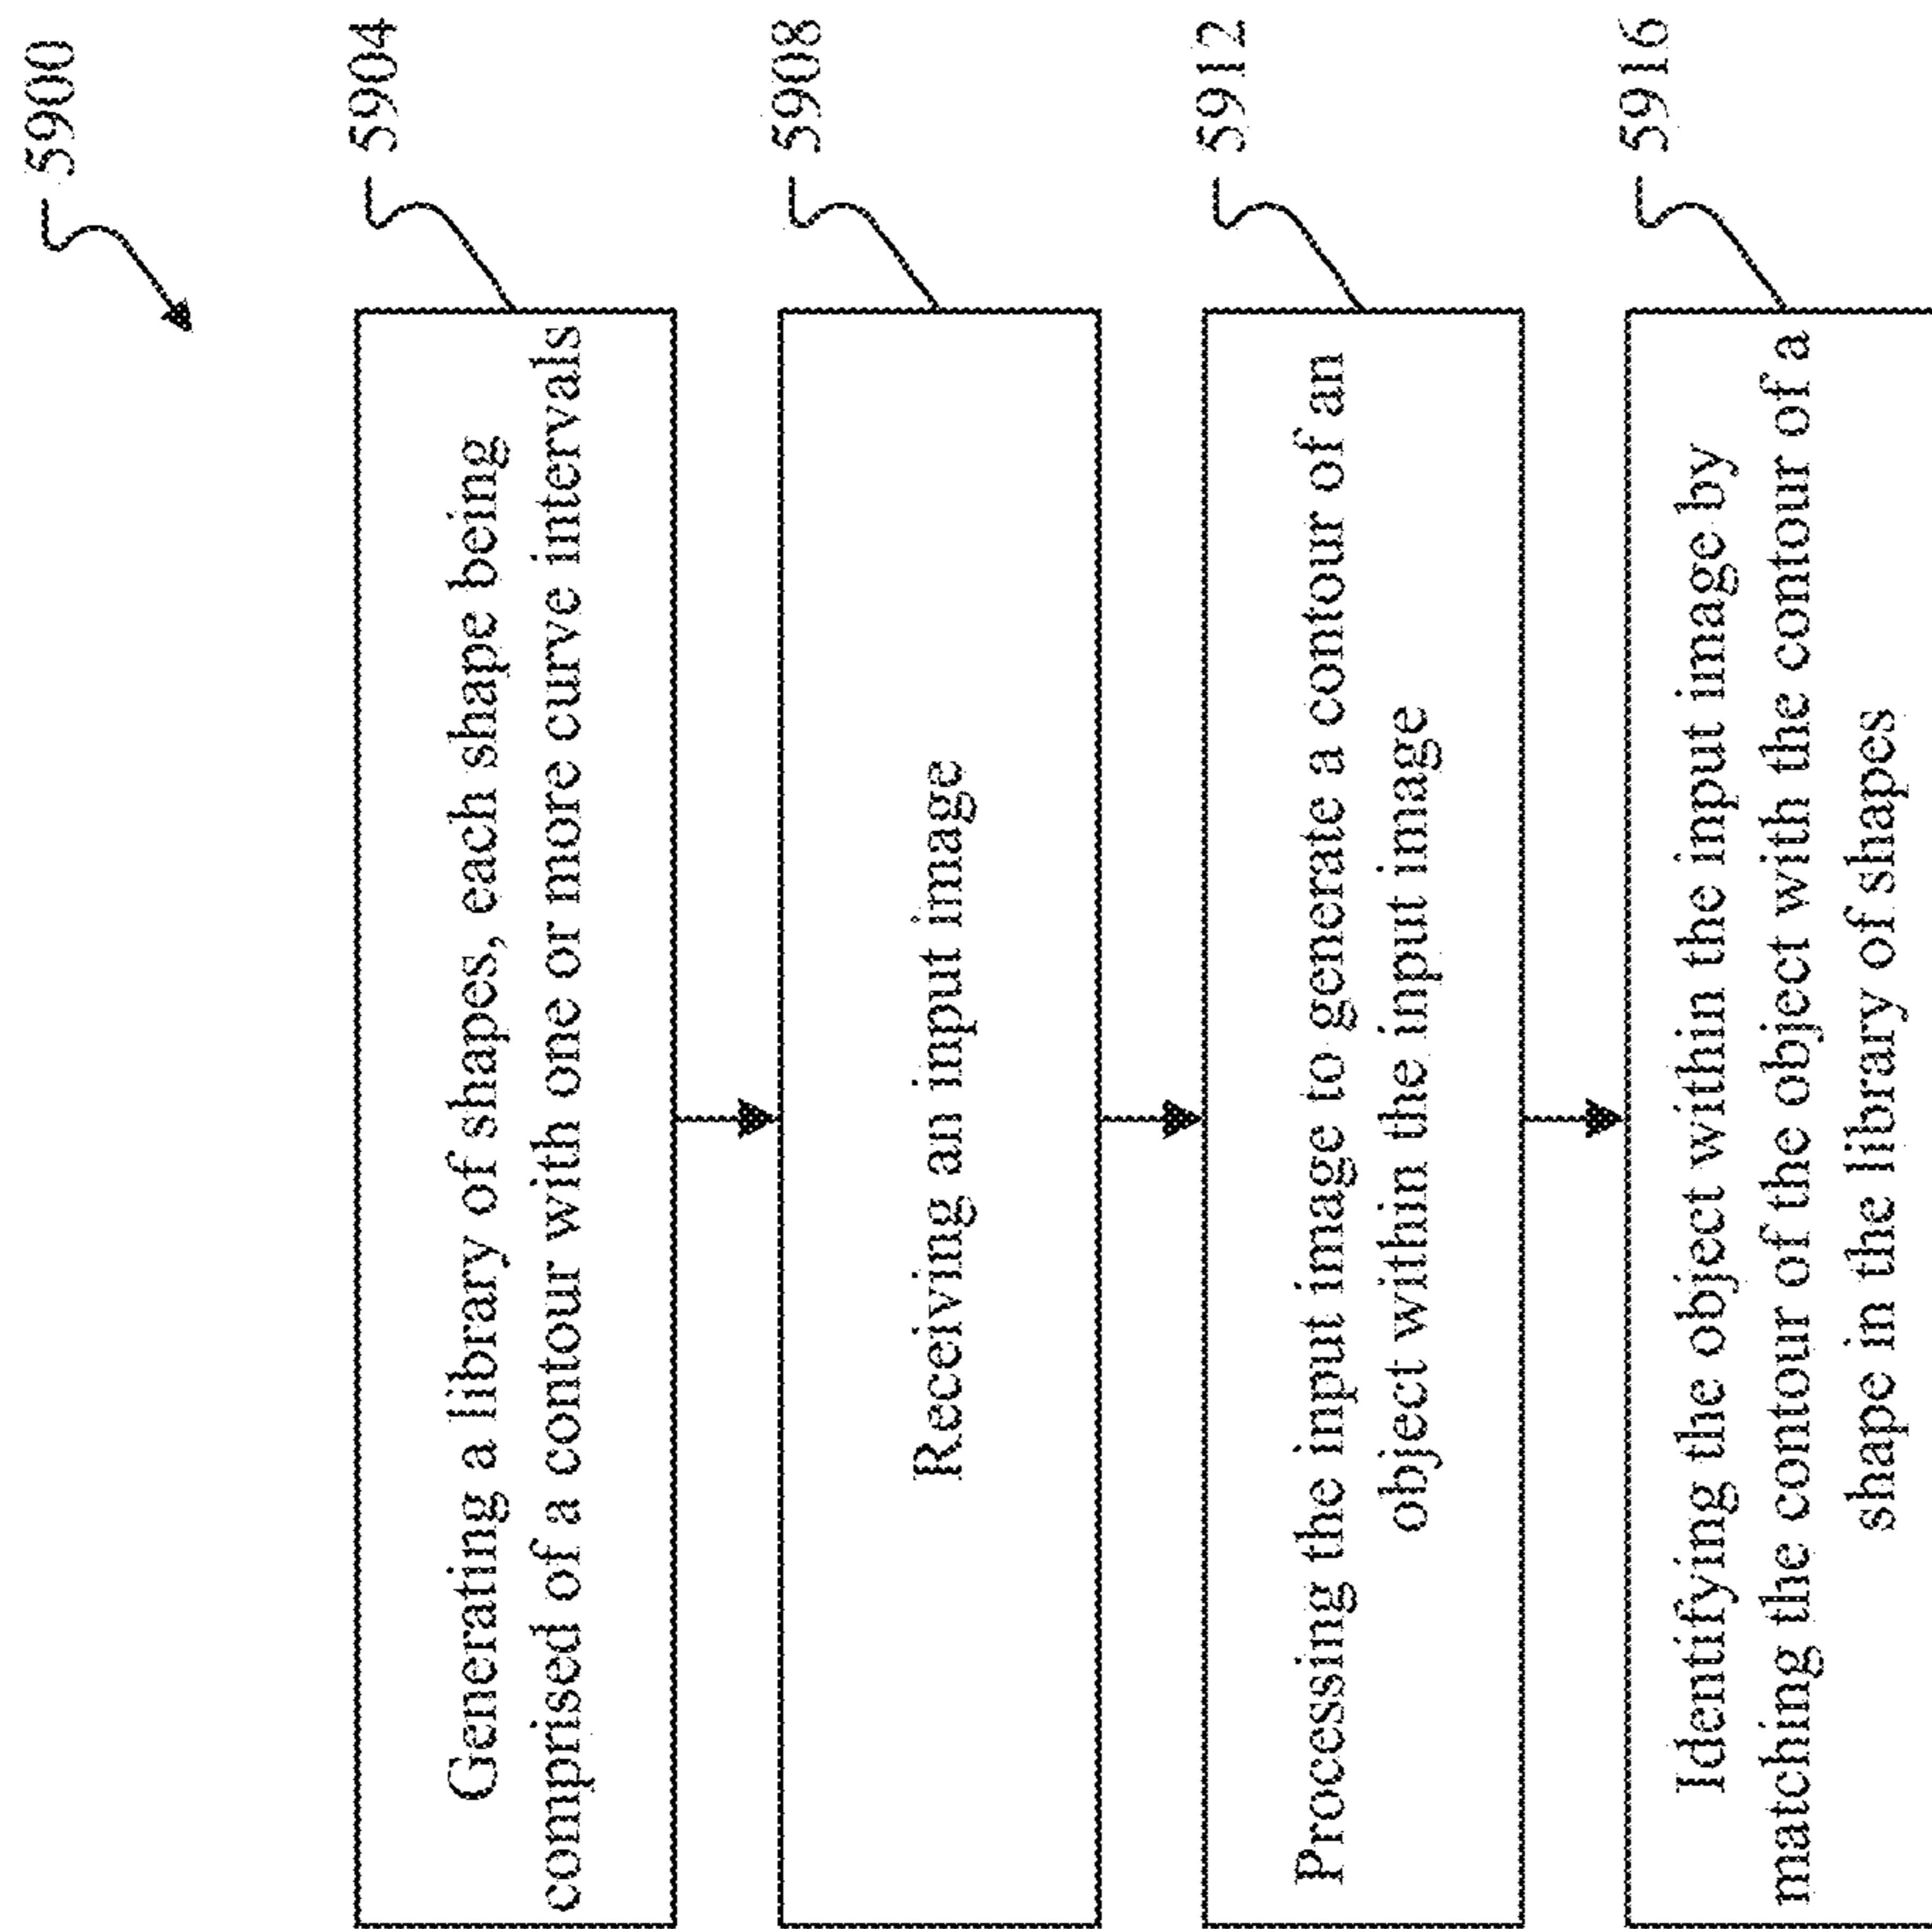 5900
5904
Generating a library of shapes, each shape being
comprised of a contour with one or more curve intervals
5908
Receiving an input image
5912
Processing the input image to generate a contour of an
object within the input image
5916
Identifying the object within the input image by
matching the contour of the object with the contour of a
shape in the library of shapes